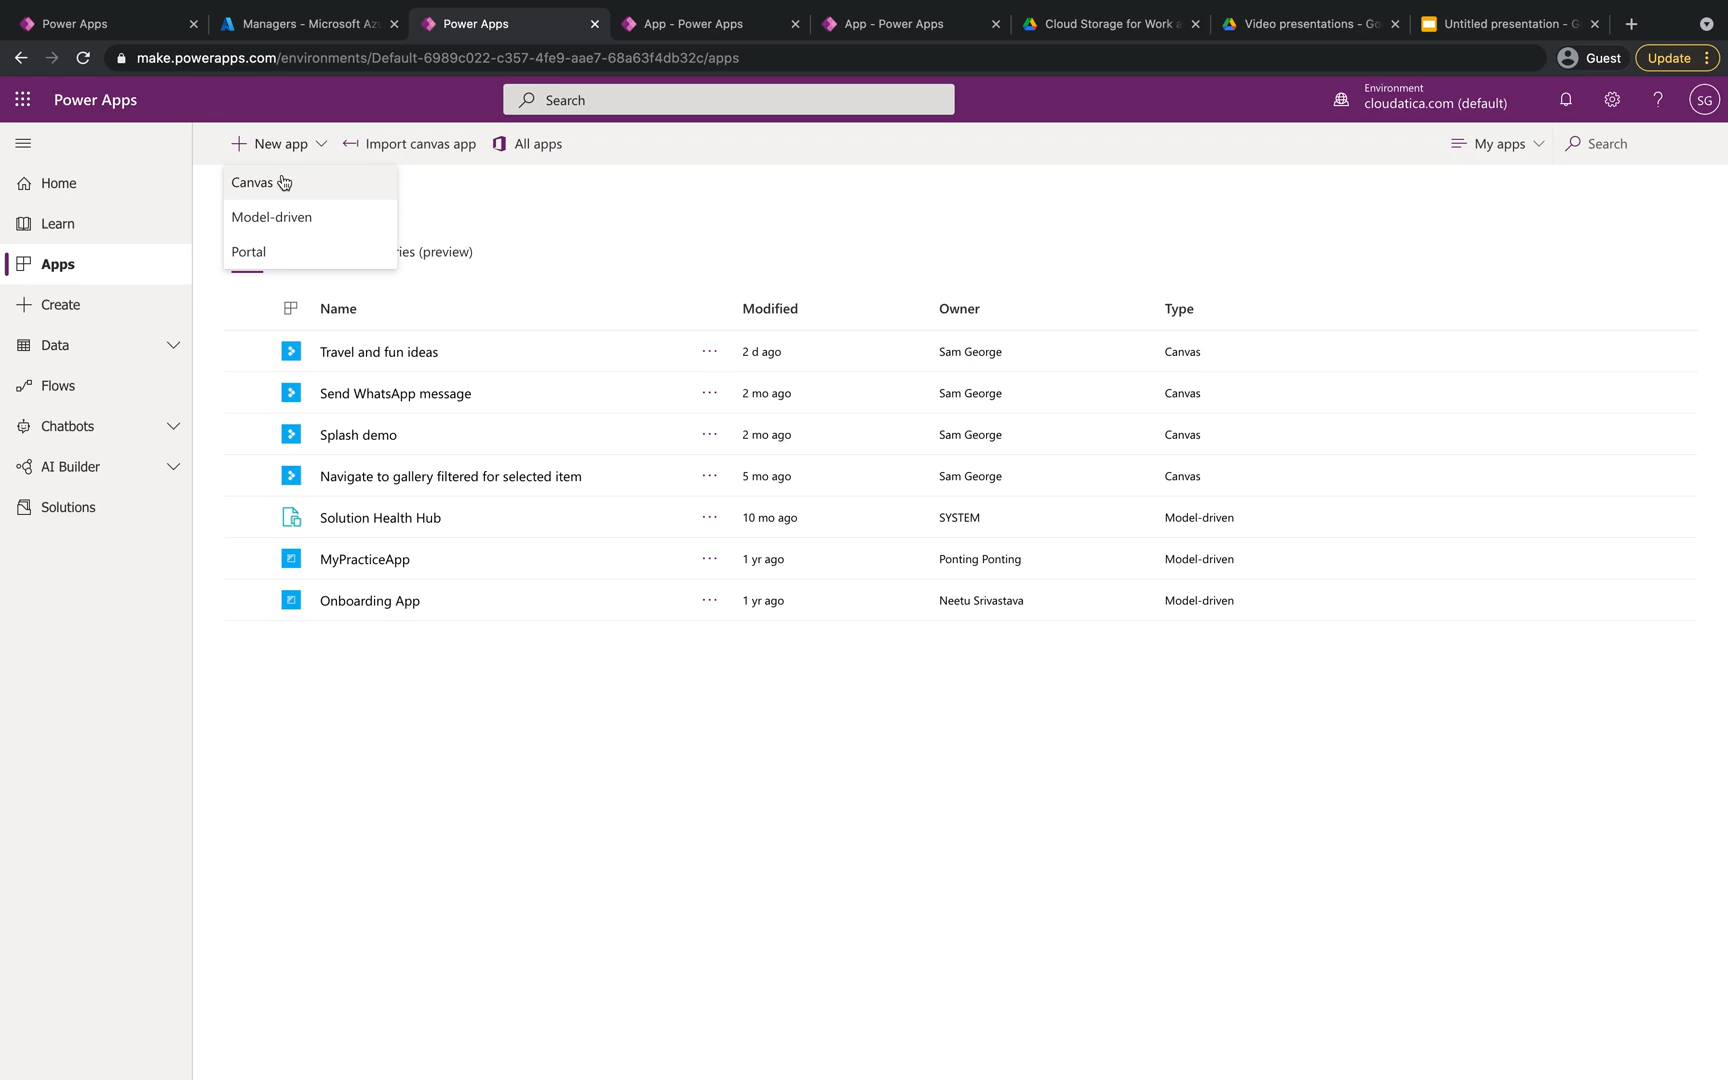 Power Apps
Managers - Microsoft Az
Power Apps
App - Power Apps
App - Power Apps
Cloud Storage for Work a
Video presentations - Go
Untitled presentation - G
make.powerapps.com/environments/Default-6989c022-c357-4fe9-aae7-68a63f4db32c/apps
Guest
Update
Power Apps
Search
Environment
cloudatica.com (default)
?
SG
New app
Import canvas app
All apps
My apps
Search
Home
Learn
Apps
Create
Data
Flows
Chatbots
AI Builder
Solutions
Canvas
Model-driven
Portal
ries (preview)
Name Modified Owner Type
Travel and fun ideas ... 2 d ago Sam George Canvas
Send WhatsApp message ... 2 mo ago Sam George Canvas
Splash demo ... 2 mo ago Sam George Canvas
Navigate to gallery filtered for selected item ... 5 mo ago Sam George Canvas
Solution Health Hub ... 10 mo ago SYSTEM Model-driven
MyPracticeApp ... 1 yr ago Ponting Ponting Model-driven
Onboarding App ... 1 yr ago Neetu Srivastava Model-driven